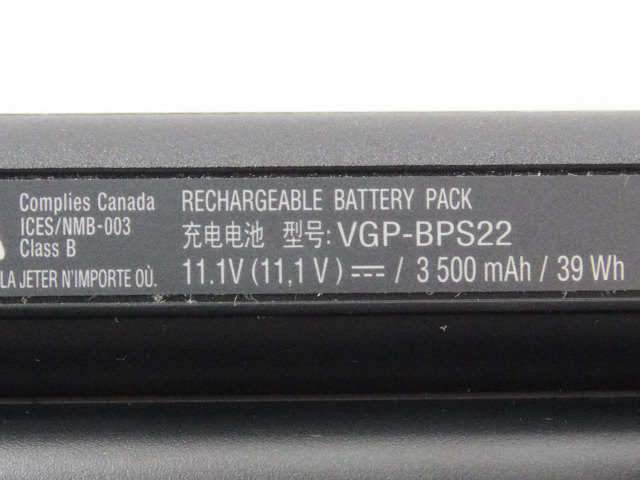 Complies Canada
ICES/NMB-003
Class B
LA JETER N'IMPORTE OÙ.
RECHARGEABLE BATTERY PACK
充电电池 型号: VGP-BPS22
11.1V (11,1 V) ⎓ / 3 500 mAh / 39 Wh